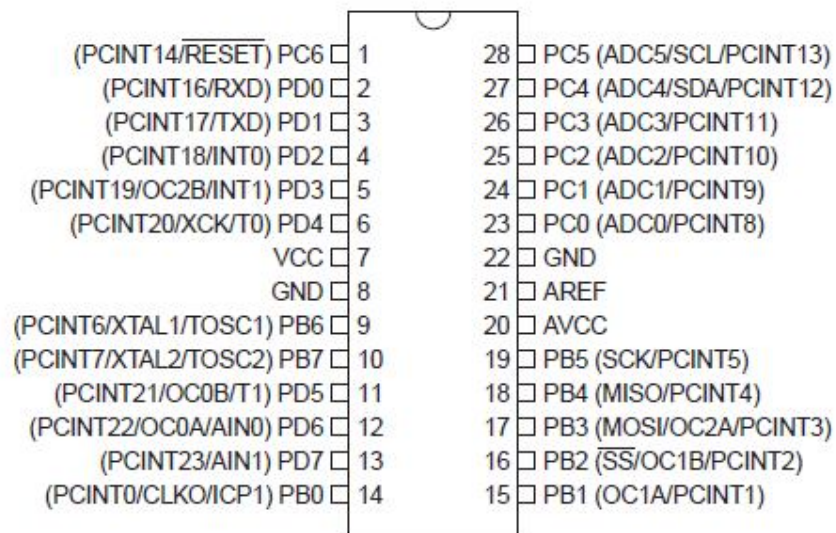 (PCINT14/RESET) PC6 1 28 PC5 (ADC5/SCL/PCINT13)
(PCINT16/RXD) PD0 2 27 PC4 (ADC4/SDA/PCINT12)
(PCINT17/TXD) PD1 3 26 PC3 (ADC3/PCINT11)
(PCINT18/INT0) PD2 4 25 PC2 (ADC2/PCINT10)
(PCINT19/OC2B/INT1) PD3 5 24 PC1 (ADC1/PCINT9)
(PCINT20/XCK/T0) PD4 6 23 PC0 (ADC0/PCINT8)
VCC 7 22 GND
GND 8 21 AREF
(PCINT6/XTAL1/TOSC1) PB6 9 20 AVCC
(PCINT7/XTAL2/TOSC2) PB7 10 19 PB5 (SCK/PCINT5)
(PCINT21/OC0B/T1) PD5 11 18 PB4 (MISO/PCINT4)
(PCINT22/OC0A/AIN0) PD6 12 17 PB3 (MOSI/OC2A/PCINT3)
(PCINT23/AIN1) PD7 13 16 PB2 (SS/OC1B/PCINT2)
(PCINT0/CLKO/ICP1) PB0 14 15 PB1 (OC1A/PCINT1)